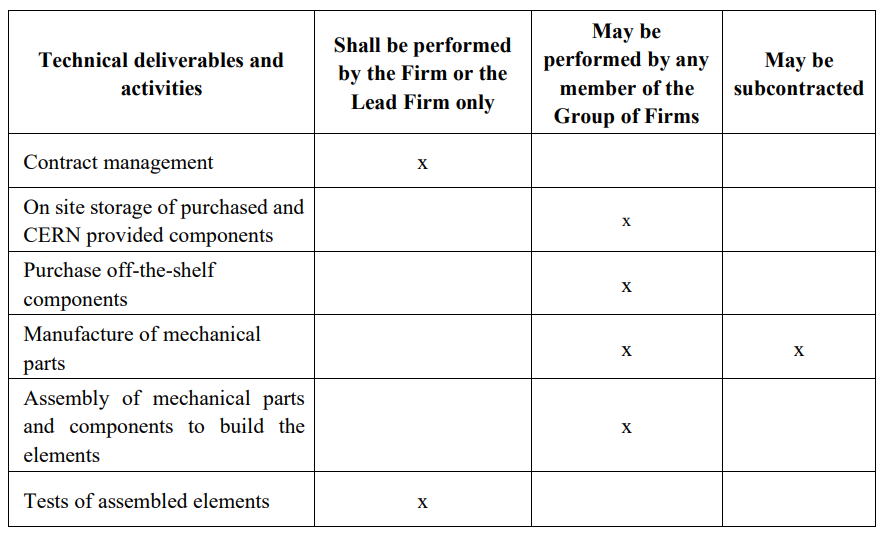 Technical deliverables and
activities
Shall be performed
by the Firm or the
Lead Firm only
May be
performed by any
member of the
Group of Firms
May be
subcontracted
Contract management
x
On site storage of purchased and
CERN provided components
x
Purchase off-the-shelf
components
x
Manufacture of mechanical
parts
x
x
Assembly of mechanical parts
and components to build the
elements
x
Tests of assembled elements
x